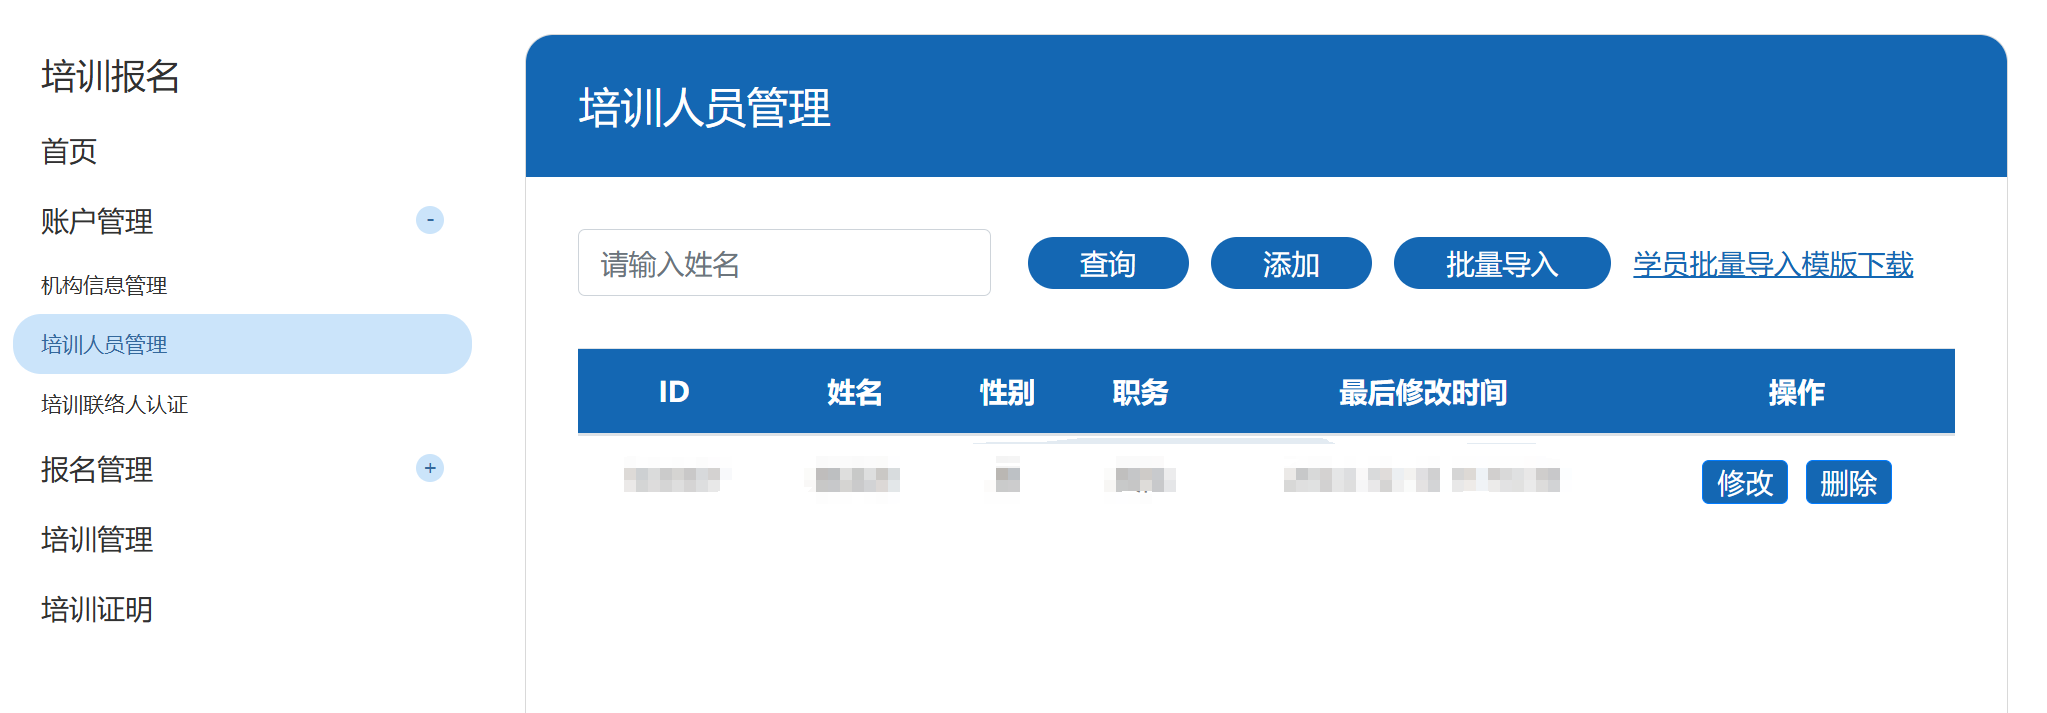 培训报名
首页
账户管理 -
机构信息管理
培训人员管理
培训联络人认证
报名管理 +
培训管理
培训证明
培训人员管理
请输入姓名 查询 添加 批量导入 学员批量导入模版下载
ID 姓名 性别 职务 最后修改时间 操作
修改 删除